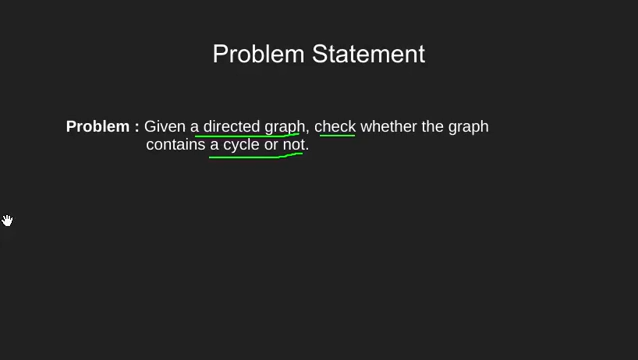 Problem Statement
Problem : Given a directed graph, check whether the graph
contains a cycle or not.